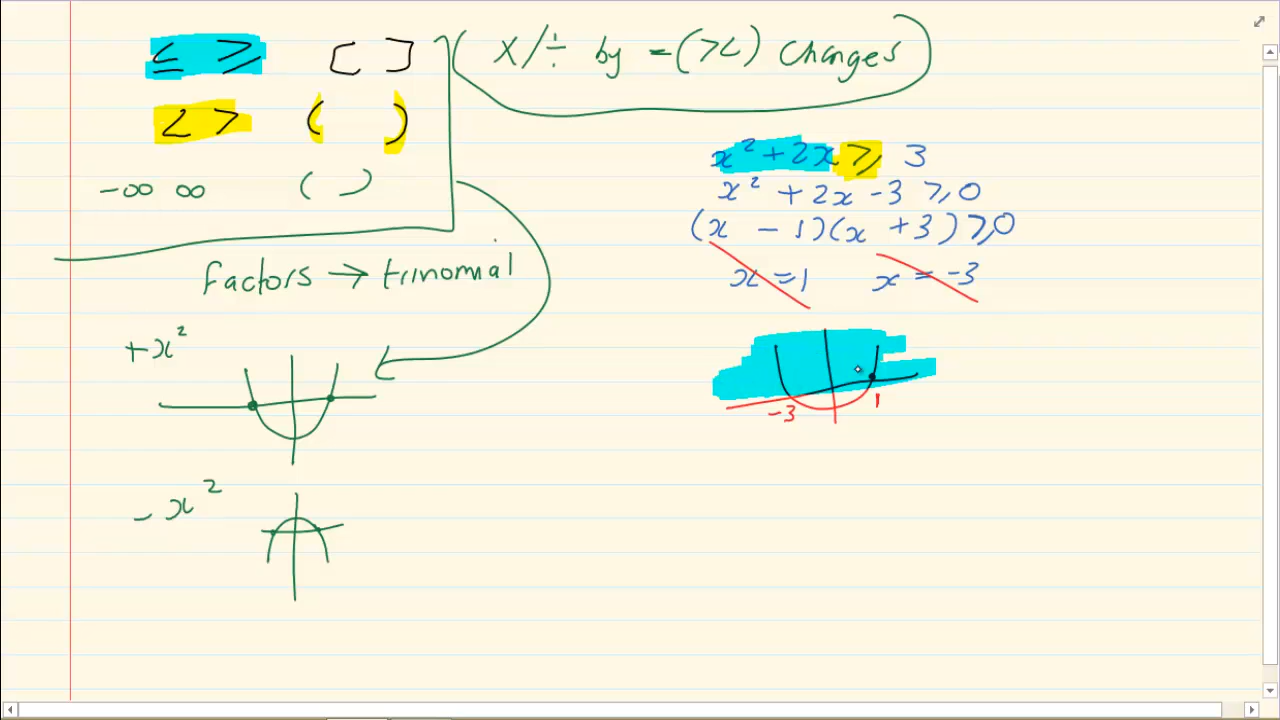 ≤ ≥ [ ]
< > ( )
-∞ ∞ ( )
x/÷ by - (><) Changes
Factors → trinomial
+x²
-x²
x² + 2x ≥ 3
x² + 2x - 3 ≥ 0
(x - 1)(x + 3) ≥ 0
x = 1 x = -3
-3 1